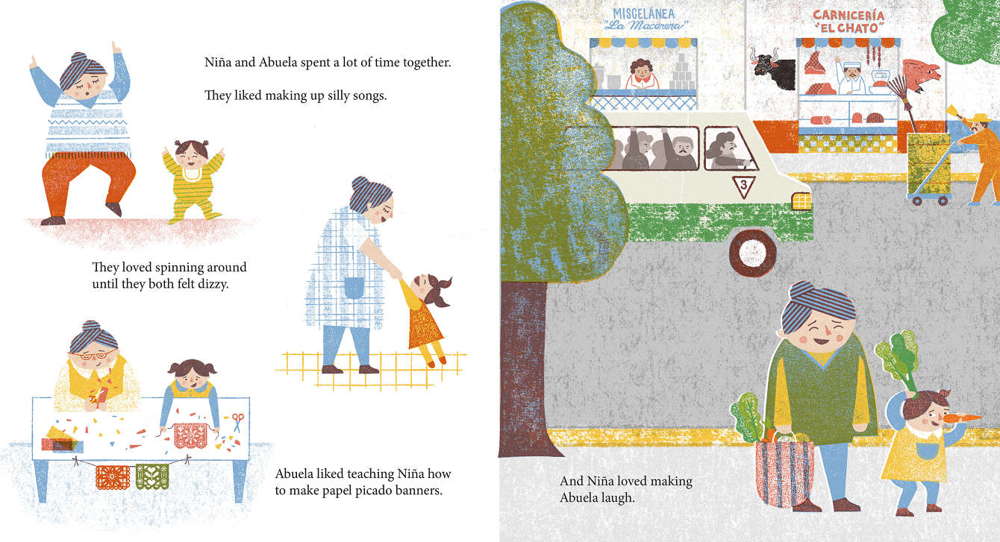 Niña and Abuela spent a lot of time together.
They liked making up silly songs.
They loved spinning around
until they both felt dizzy.
Abuela liked teaching Niña how
to make papel picado banners.
MISCELÁNEA
"La Macarena"
CARNICERÍA
"EL CHATO"
3
And Niña loved making
Abuela laugh.